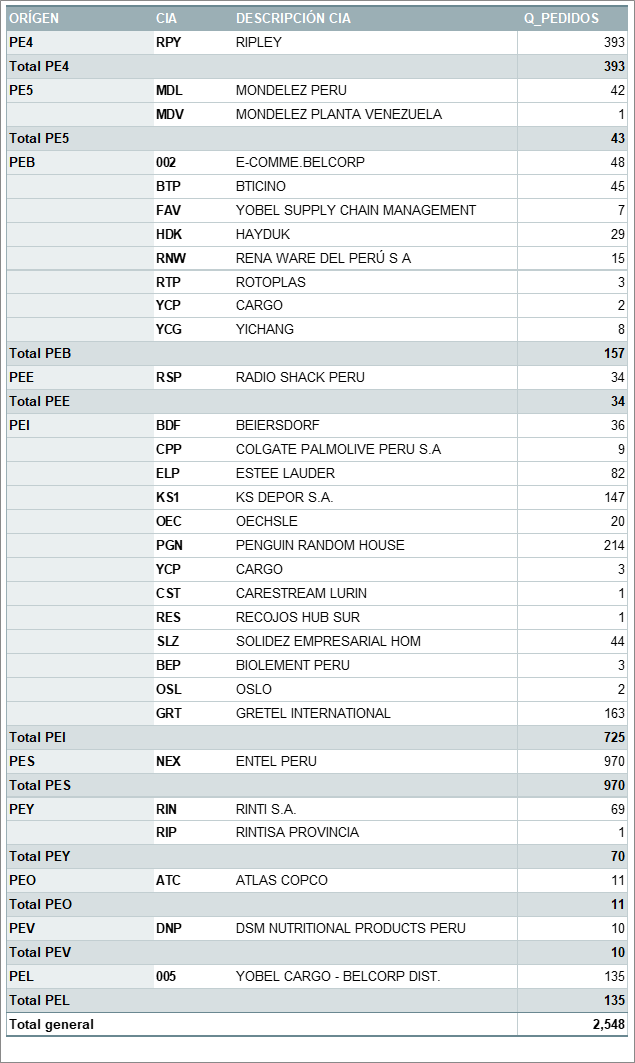 ORÍGEN CIA DESCRIPCIÓN CIA Q_PEDIDOS
PE4 RPY RIPLEY 393
Total PE4 393
PE5 MDL MONDELEZ PERU 42
MDV MONDELEZ PLANTA VENEZUELA 1
Total PE5 43
PEB 002 E-COMME.BELCORP 48
BTP BTICINO 45
FAV YOBEL SUPPLY CHAIN MANAGEMENT 7
HDK HAYDUK 29
RNW RENA WARE DEL PERÚ S A 15
RTP ROTOPLAS 3
YCP CARGO 2
YCG YICHANG 8
Total PEB 157
PEE RSP RADIO SHACK PERU 34
Total PEE 34
PEI BDF BEIERSDORF 36
CPP COLGATE PALMOLIVE PERU S.A 9
ELP ESTEE LAUDER 82
KS1 KS DEPOR S.A. 147
OEC OECHSLE 20
PGN PENGUIN RANDOM HOUSE 214
YCP CARGO 3
CST CARESTREAM LURIN 1
RES RECOJOS HUB SUR 1
SLZ SOLIDEZ EMPRESARIAL HOM 44
BEP BIOLEMENT PERU 3
OSL OSLO 2
GRT GRETEL INTERNATIONAL 163
Total PEI 725
PES NEX ENTEL PERU 970
Total PES 970
PEY RIN RINTI S.A. 69
RIP RINTISA PROVINCIA 1
Total PEY 70
PEO ATC ATLAS COPCO 11
Total PEO 11
PEV DNP DSM NUTRITIONAL PRODUCTS PERU 10
Total PEV 10
PEL 005 YOBEL CARGO - BELCORP DIST. 135
Total PEL 135
Total general 2,548